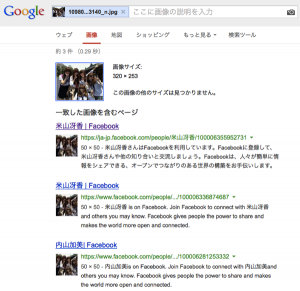 Google
10980...3140_n.jpg × ここに画像の説明を入力
ウェブ 画像 地図 ショッピング もっと見る 検索ツール
約 3 件 (0.28 秒)
画像サイズ:
320 × 253
この画像の他のサイズは見つかりません。
一致した画像を含むページ
米山冴香 | Facebook
https://ja-jp.facebook.com/people/米山冴香/100006355952731
50 × 50 - 米山冴香さんはFacebookを利用しています。Facebookに登録して、
米山冴香さんや他の知り合いと交流しましょう。Facebookは、人々が簡単に情
報をシェアできる、オープンでつながりのある世界の構築をお手伝いします。
米山冴香 | Facebook
https://www.facebook.com/people/.../100006336874687
50 × 50 - 米山冴香 is on Facebook. Join Facebook to connect with 米山冴香
and others you may know. Facebook gives people the power to share and
makes the world more open and connected.
内山加美| Facebook
https://www.facebook.com/people/.../100006281253332
50 × 50 - 内山加美is on Facebook. Join Facebook to connect with 内山加美and
others you may know. Facebook gives people the power to share and makes
the world more open and connected.